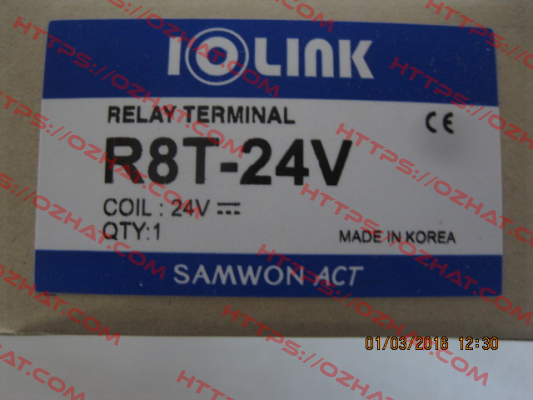 IOLINK
RELAY TERMINAL
CE
R8T-24V
COIL : 24V ⎓
QTY:1
MADE IN KOREA
SAMWON ACT
01/03/2016 12:30
HTTPS://OZHAT.COM